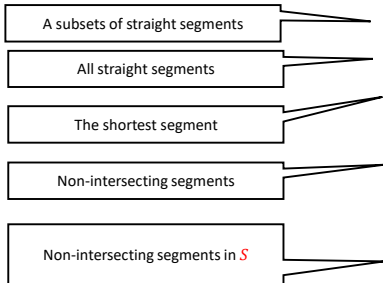 A subsets of straight segments
All straight segments
The shortest segment
Non-intersecting segments
Non-intersecting segments in S